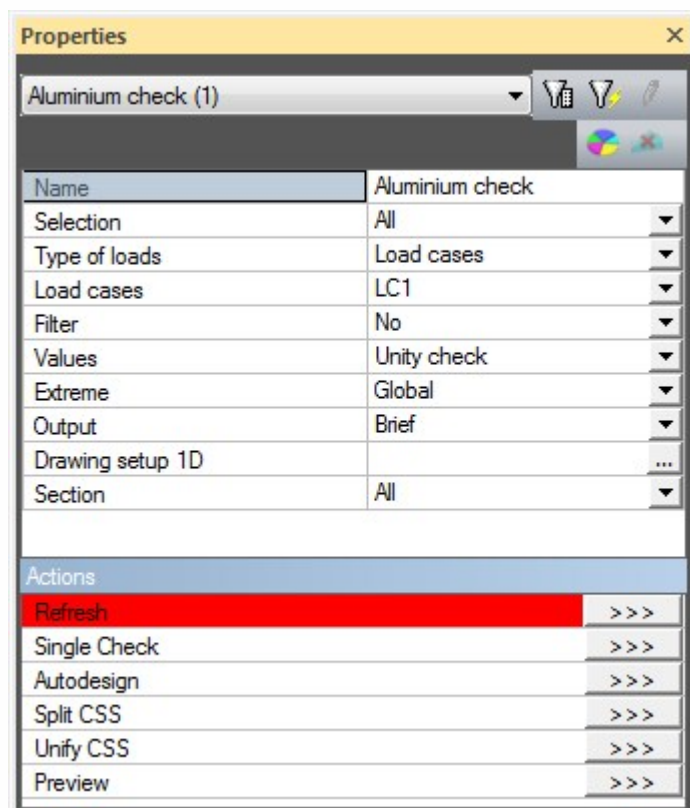 Properties
Aluminium check (1)
Name Aluminium check
Selection All
Type of loads Load cases
Load cases LC1
Filter No
Values Unity check
Extreme Global
Output Brief
Drawing setup 1D ...
Section All
Actions
Refresh >>>
Single Check >>>
Autodesign >>>
Split CSS >>>
Unify CSS >>>
Preview >>>